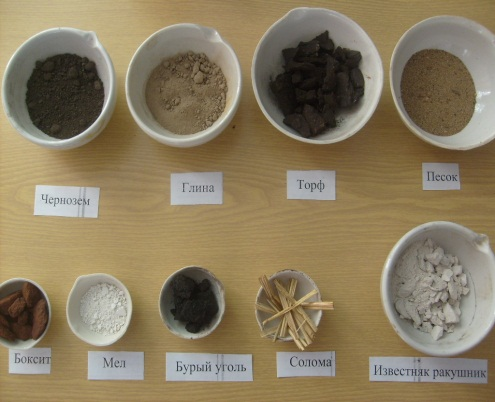 Чернозем
Глина
Торф
Песок
Боксит
Мел
Бурый уголь
Солома
Известняк ракушник